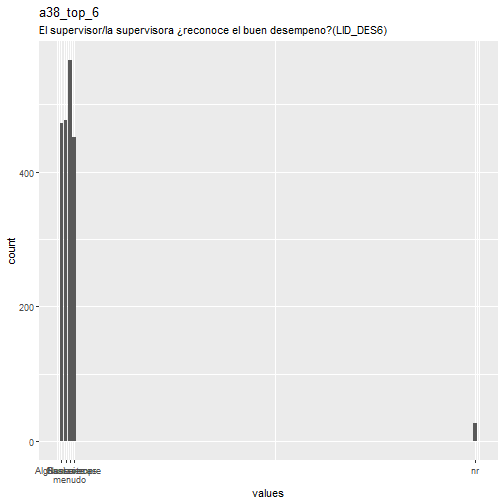 a38_top_6
El supervisor/la supervisora ¿reconoce el buen desempeno?(LID_DES6)
count
400
200
0
nr
menudo
values